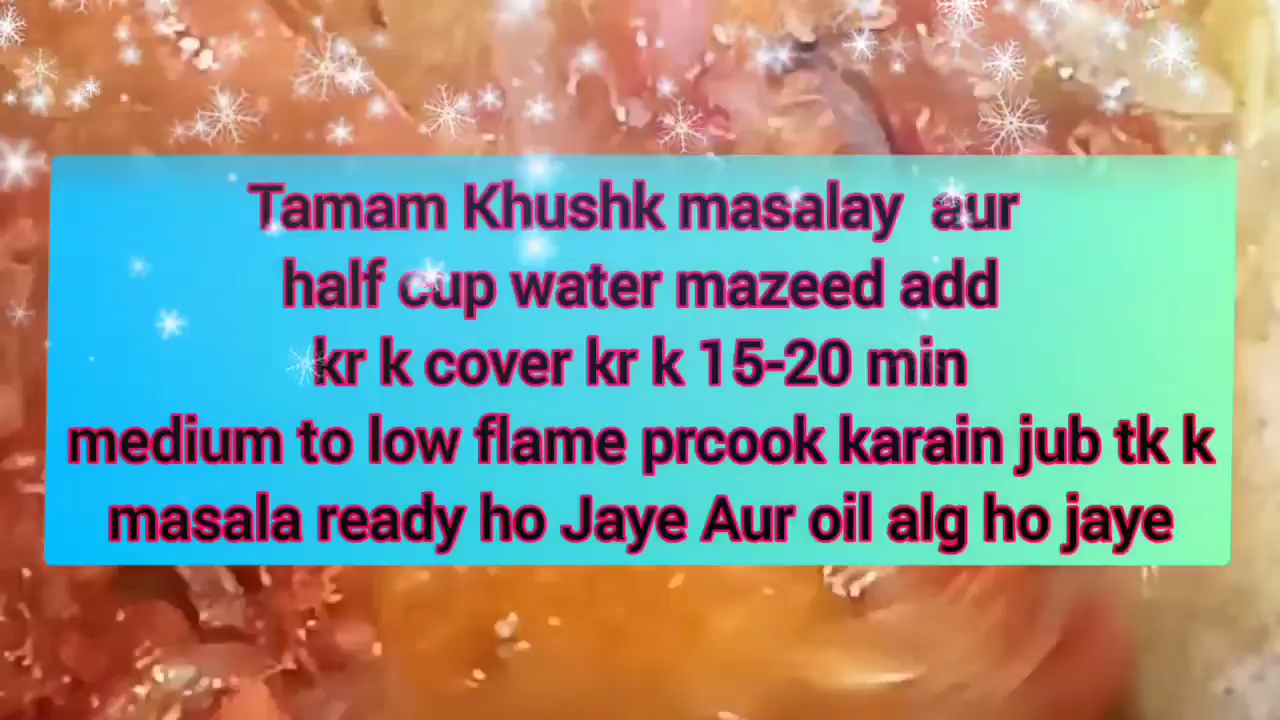 Tamam Khushk masalay aur
half cup water mazeed add
kr k cover kr k 15-20 min
medium to low flame prcook karain jub tk k
masala ready ho Jaye Aur oil alg ho jaye